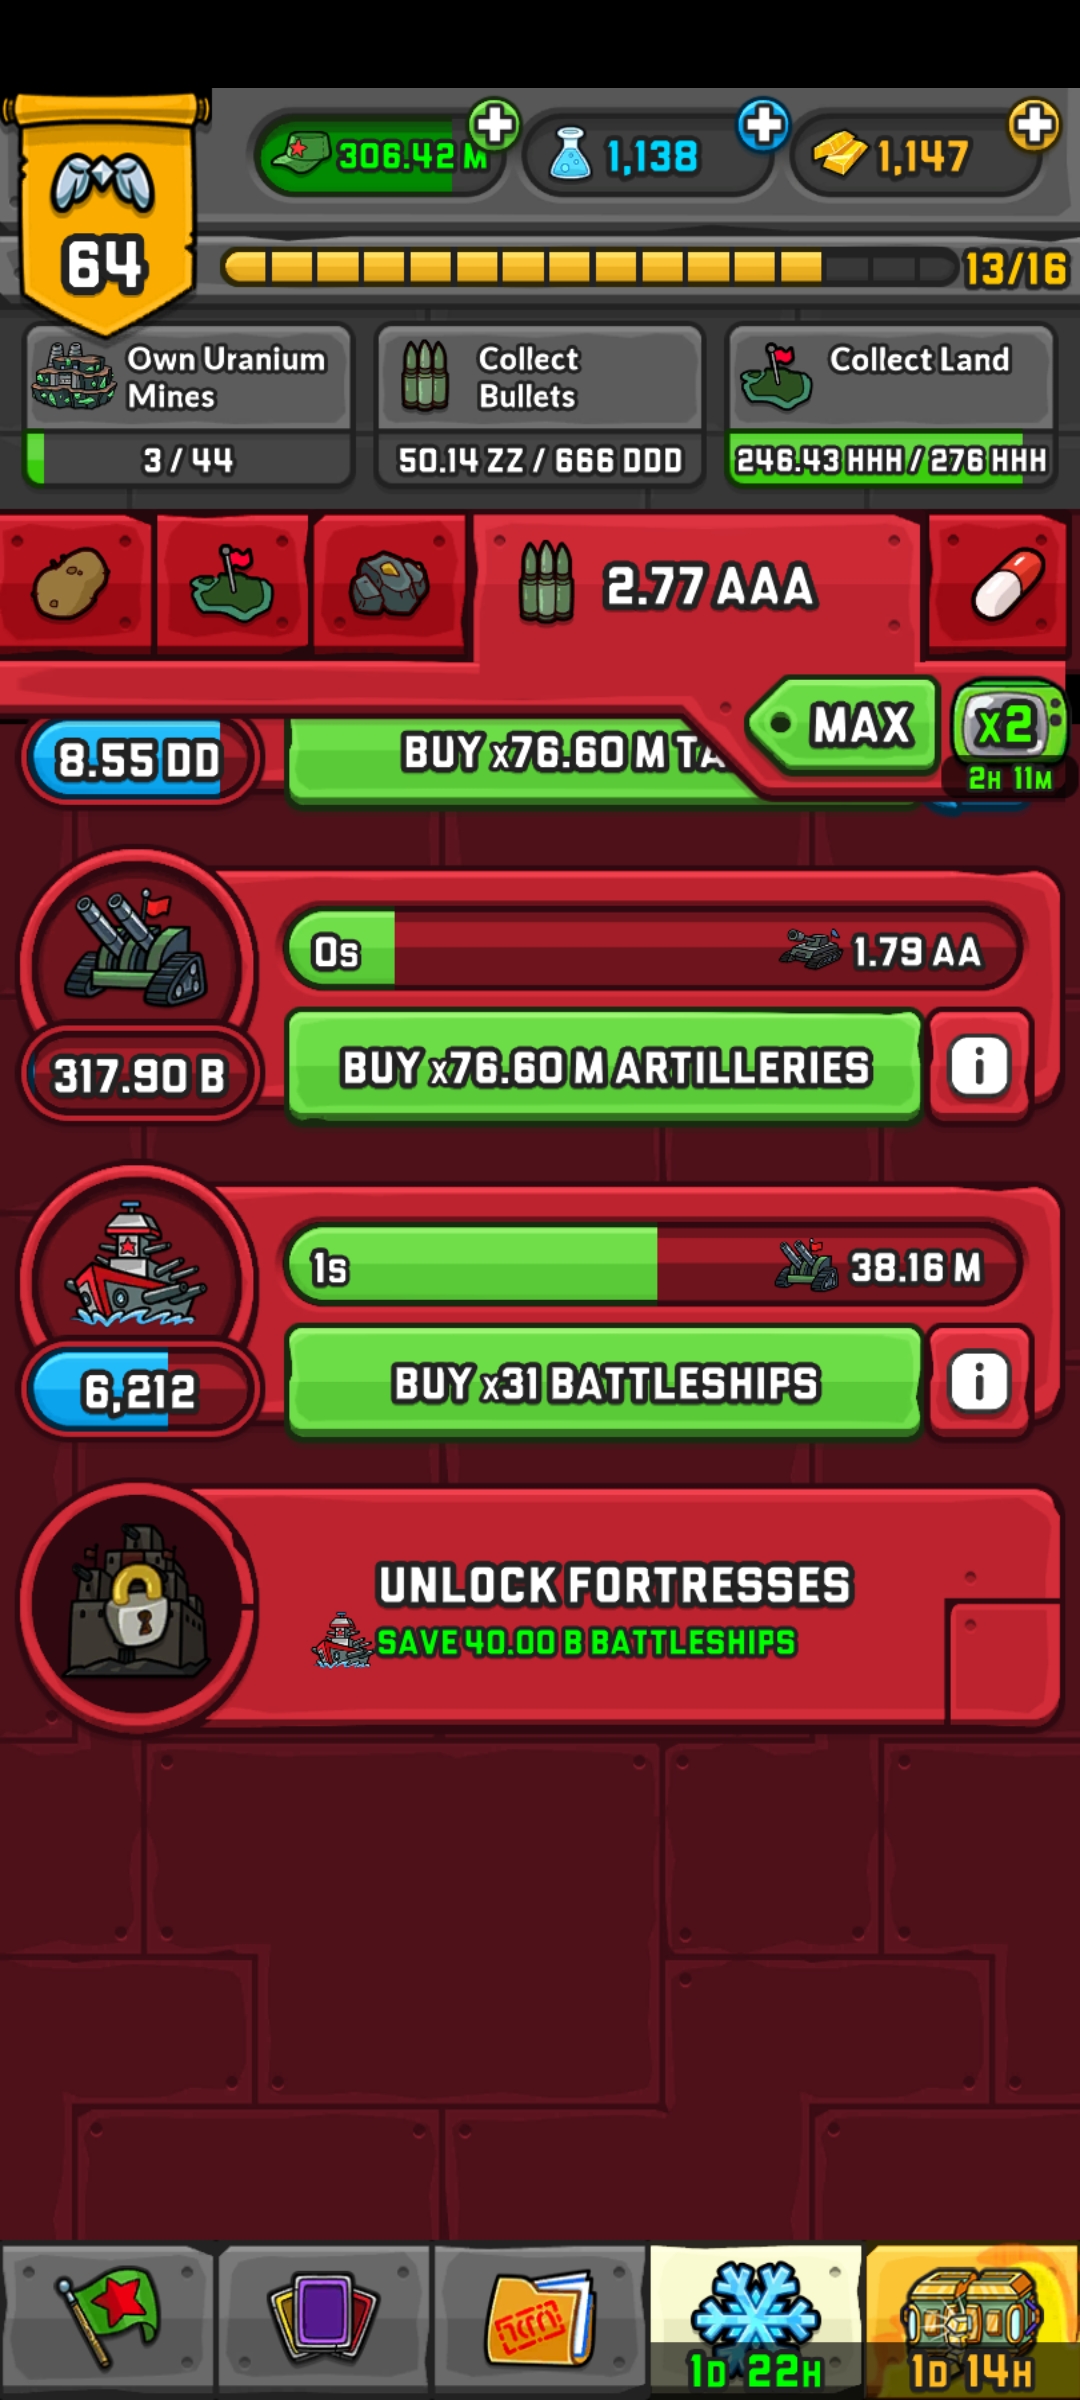 306.42 M
1,138
1,147
64
13/16
Own Uranium
Mines
3 / 44
Collect
Bullets
50.14 ZZ / 666 DDD
Collect Land
246.43 HHH / 276 HHH
2.77 AAA
MAX
x2
2H 11M
8.55 DD
BUY x76.60 M TA
0s
1.79 AA
317.90 B
BUY x76.60 M ARTILLERIES
i
1s
38.16 M
6,212
BUY x31 BATTLESHIPS
i
UNLOCK FORTRESSES
SAVE 40.00 B BATTLESHIPS
1D 22H
1D 14H